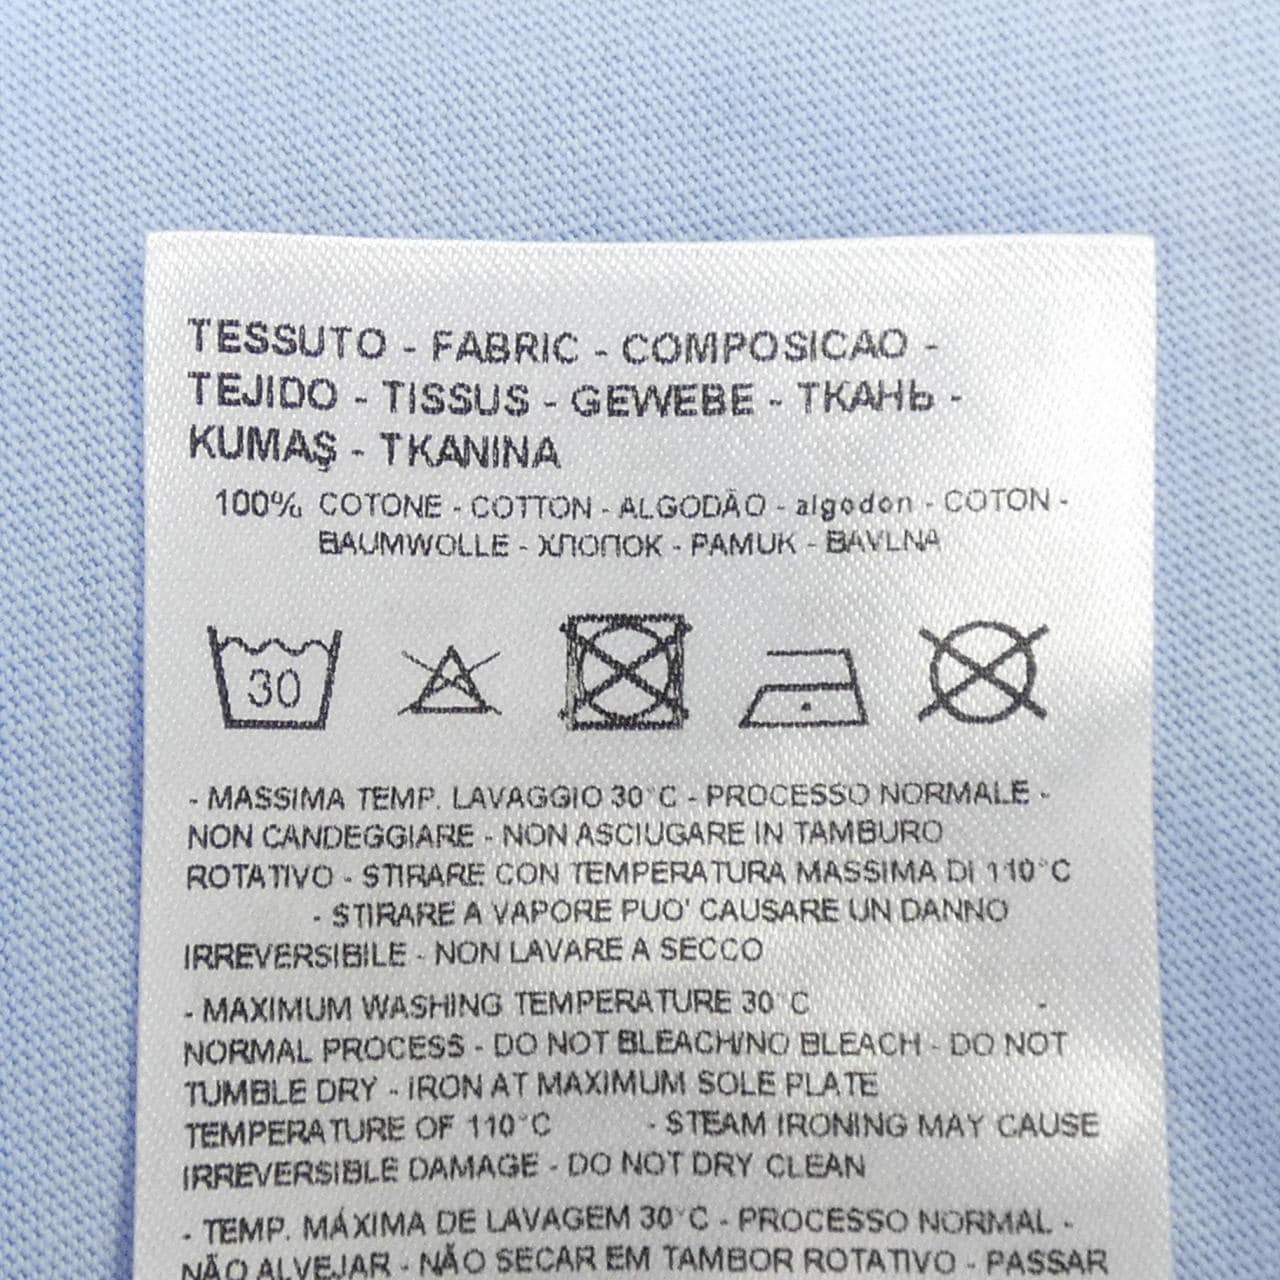 TESSUTO - FABRIC - COMPOSICAO -
TEJIDO - TISSUS - GEWEBE - ТКАНЬ -
KUMAŞ - TKANINA
100% COTONE - COTTON - ALGODÃO - algodon - COTON -
BAUMWOLLE - ХЛОПОК - PAMUK - BAVLNA
30
- MASSIMA TEMP. LAVAGGIO 30°C - PROCESSO NORMALE -
NON CANDEGGIARE - NON ASCIUGARE IN TAMBURO
ROTATIVO - STIRARE CON TEMPERATURA MASSIMA DI 110°C
- STIRARE A VAPORE PUO' CAUSARE UN DANNO
IRREVERSIBILE - NON LAVARE A SECCO
- MAXIMUM WASHING TEMPERATURE 30°C -
NORMAL PROCESS - DO NOT BLEACH/NO BLEACH - DO NOT
TUMBLE DRY - IRON AT MAXIMUM SOLE PLATE
TEMPERATURE OF 110°C - STEAM IRONING MAY CAUSE
IRREVERSIBLE DAMAGE - DO NOT DRY CLEAN
- TEMP. MÁXIMA DE LAVAGEM 30°C - PROCESSO NORMAL -
NÃO ALVEJAR - NÃO SECAR EM TAMBOR ROTATIVO - PASSAR